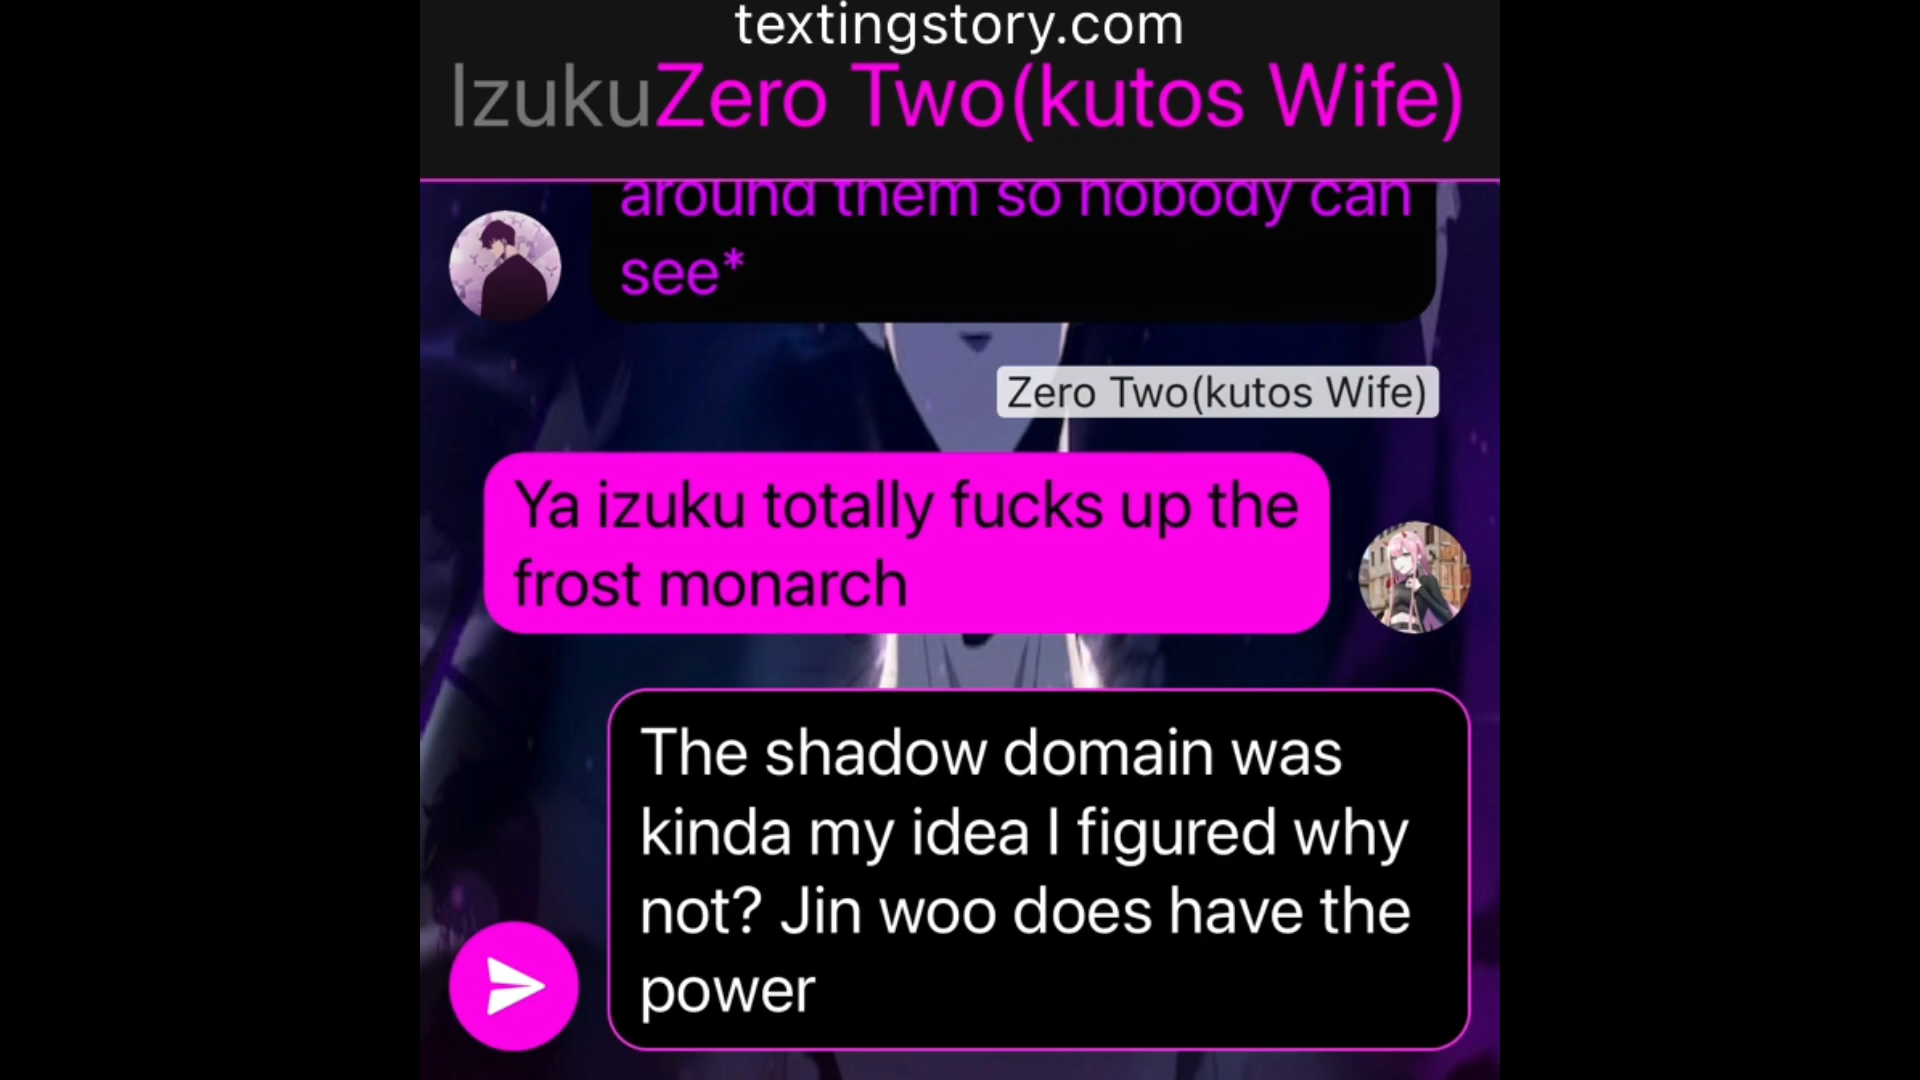 textingstory.com
IzukuZero Two(kutos Wife)
around them so nobody can
see*
Zero Two(kutos Wife)
Ya izuku totally fucks up the
frost monarch
The shadow domain was
kinda my idea I figured why
not? Jin woo does have the
power